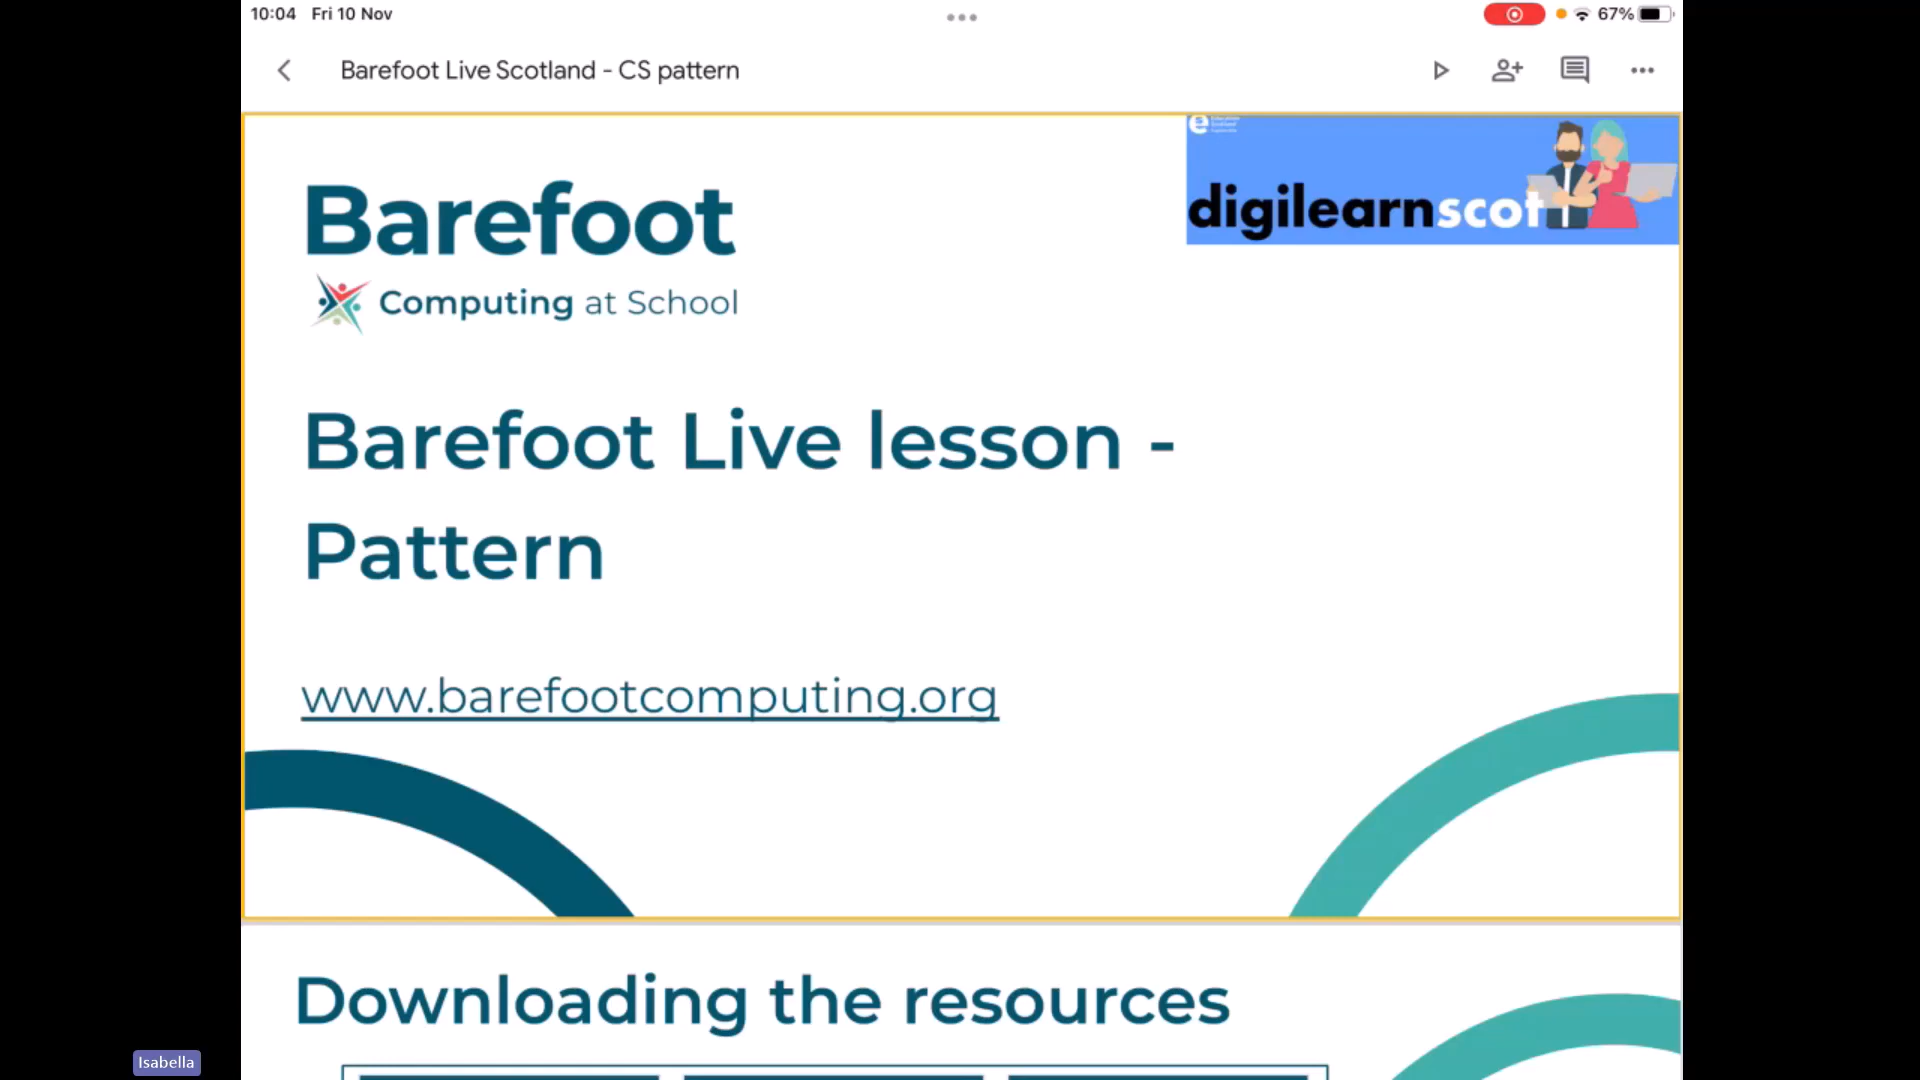 10:04 Fri 10 Nov
67%
Barefoot Live Scotland - CS pattern
digilearnscot
Barefoot
Computing at School
Barefoot Live lesson -
Pattern
www.barefootcomputing.org
Downloading the resources
Isabella